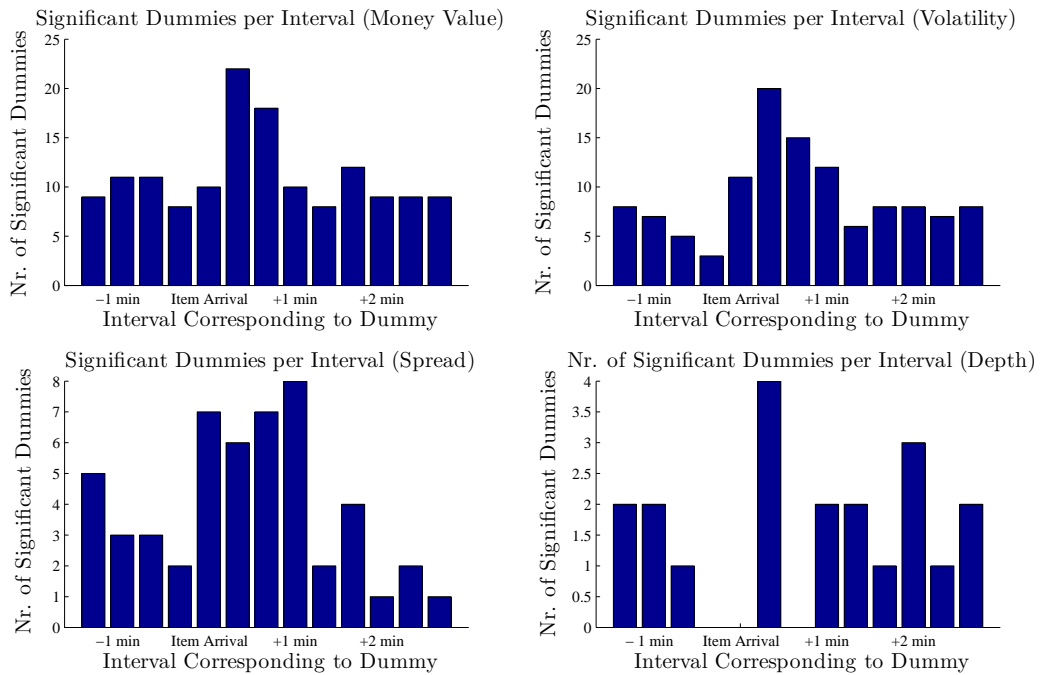 Significant Dummies per Interval (Money Value)
Nr. of Significant Dummies
25
20
15
10
5
0
−1 min Item Arrival +1 min +2 min
Interval Corresponding to Dummy
Significant Dummies per Interval (Volatility)
Nr. of Significant Dummies
25
20
15
10
5
0
−1 min Item Arrival +1 min +2 min
Interval Corresponding to Dummy
Significant Dummies per Interval (Spread)
Nr. of Significant Dummies
8
7
6
5
4
3
2
1
0
−1 min Item Arrival +1 min +2 min
Interval Corresponding to Dummy
Nr. of Significant Dummies per Interval (Depth)
Nr. of Significant Dummies
4
3.5
3
2.5
2
1.5
1
0.5
0
−1 min Item Arrival +1 min +2 min
Interval Corresponding to Dummy